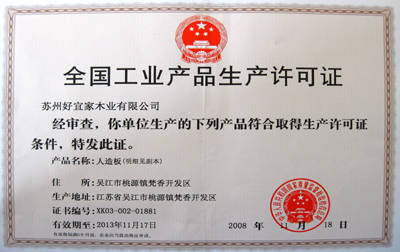 全国工业产品生产许可证
苏州好宜家木业有限公司
经审查，你单位生产的下列产品符合取得生产许可证
条件，特发此证。
产品名称：人造板(明细见副本)
住 所：吴江市桃源镇梵香开发区
生产地址：江苏省吴江市桃源镇梵香开发区
证书编号：XK03-002-01881
有效期至：2013年11月17日
2008 年 11 月 18 日